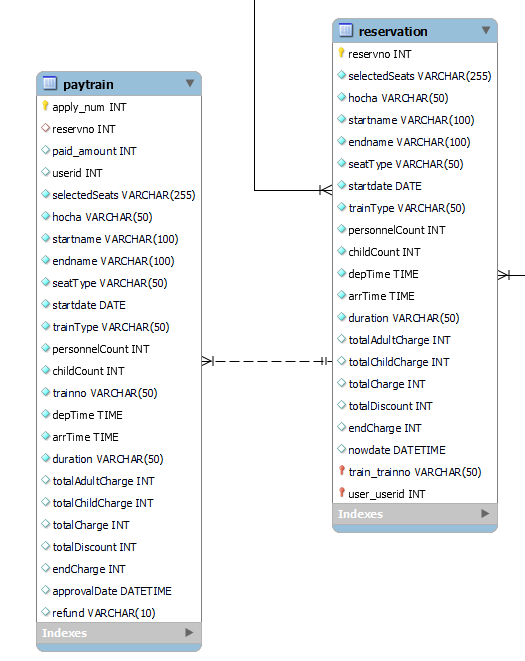 paytrain
apply_num INT
reservno INT
paid_amount INT
userid INT
selectedSeats VARCHAR(255)
hocha VARCHAR(50)
startname VARCHAR(100)
endname VARCHAR(100)
seatType VARCHAR(50)
startdate DATE
trainType VARCHAR(50)
personnelCount INT
childCount INT
trainno VARCHAR(50)
depTime TIME
arrTime TIME
duration VARCHAR(50)
totalAdultCharge INT
totalChildCharge INT
totalCharge INT
totalDiscount INT
endCharge INT
approvalDate DATETIME
refund VARCHAR(10)
Indexes
reservation
reservno INT
selectedSeats VARCHAR(255)
hocha VARCHAR(50)
startname VARCHAR(100)
endname VARCHAR(100)
seatType VARCHAR(50)
startdate DATE
trainType VARCHAR(50)
personnelCount INT
childCount INT
depTime TIME
arrTime TIME
duration VARCHAR(50)
totalAdultCharge INT
totalChildCharge INT
totalCharge INT
totalDiscount INT
endCharge INT
nowdate DATETIME
train_trainno VARCHAR(50)
user_userid INT
Indexes